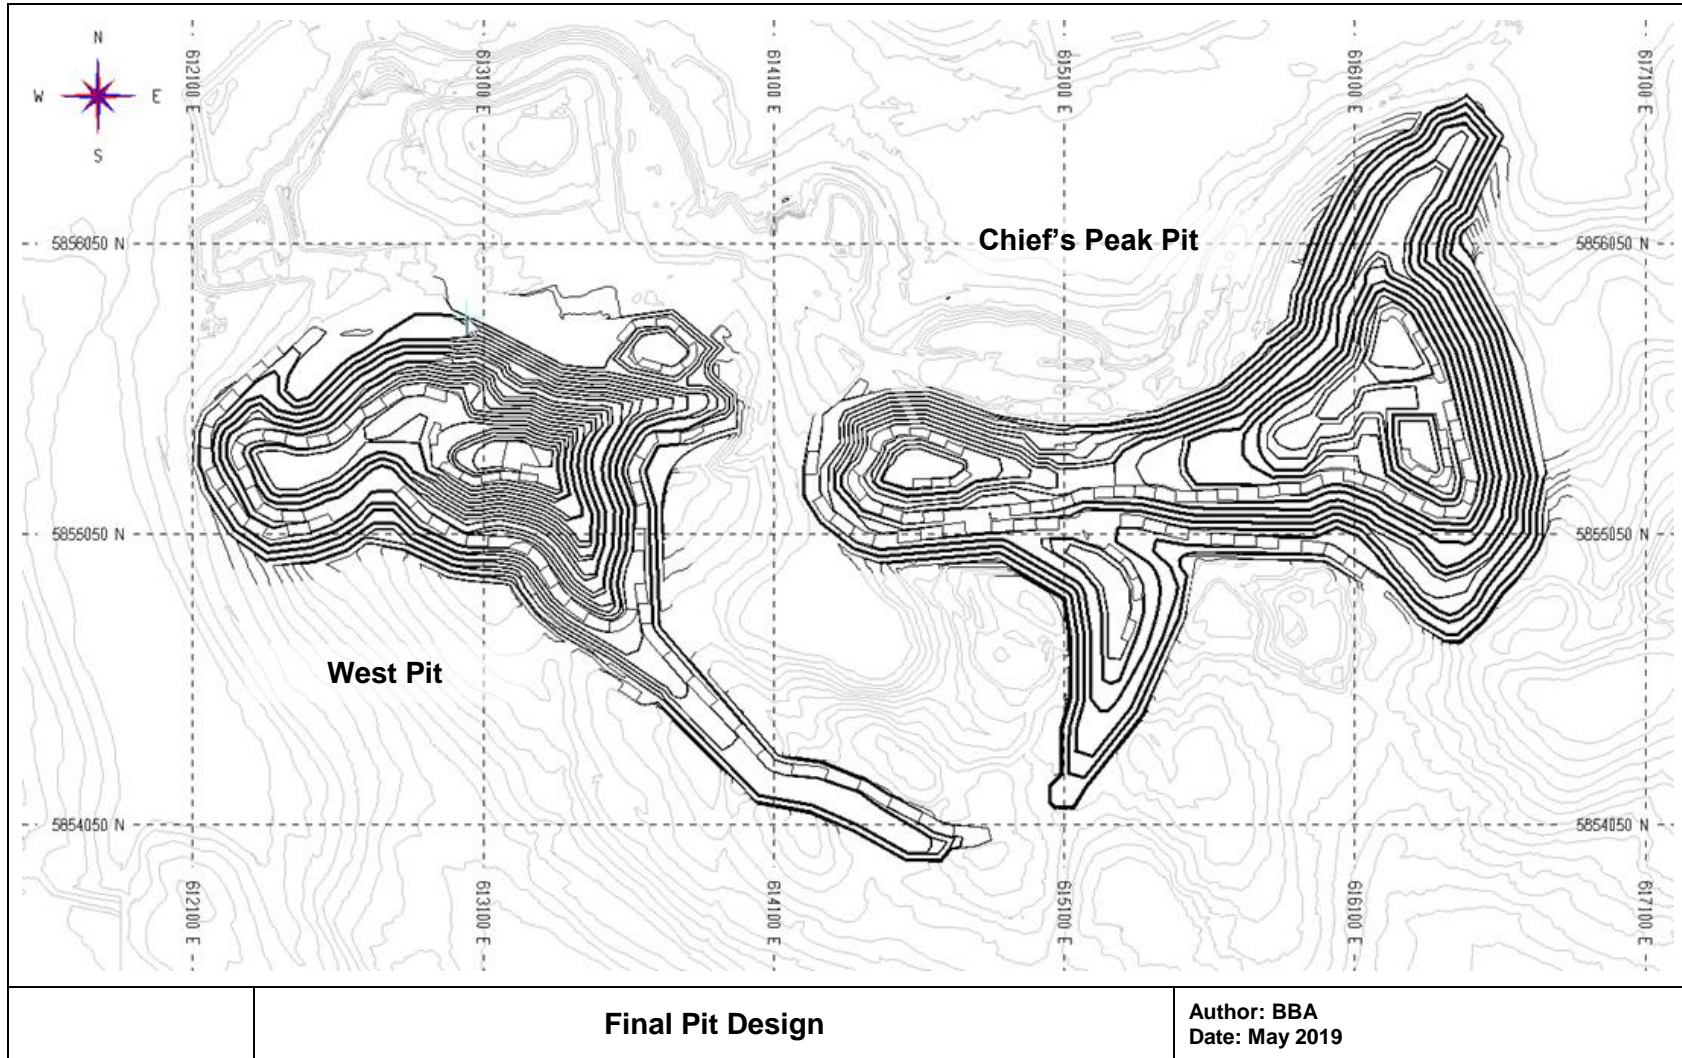 N
W E
S
612100 E
613100 E
614100 E
615100 E
616100 E
617100 E
5856050 N
Chief's Peak Pit
5856050 N
5855050 N
5855050 N
West Pit
5854050 N
5854050 N
612100 E
613100 E
614100 E
615100 E
616100 E
617100 E
Final Pit Design
Author: BBA
Date: May 2019